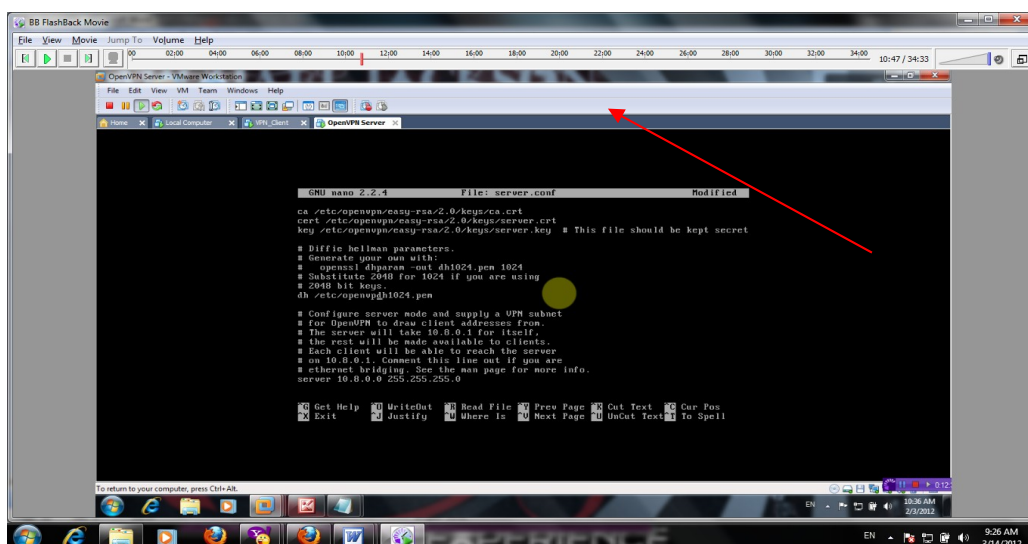 BB FlashBack Movie
File View Movie Jump To Volume Help
00 02:00 04:00 06:00 08:00 10:00 12:00 14:00 16:00 18:00 20:00 22:00 24:00 26:00 28:00 30:00 32:00 34:00 10:47 / 34:33
OpenVPN Server - VMware Workstation
File Edit View VM Team Windows Help
Home Local Computer VPN_Client OpenVPN Server
GNU nano 2.2.4 File: server.conf Modified
ca /etc/openvpn/easy-rsa/2.0/keys/ca.crt
cert /etc/openvpn/easy-rsa/2.0/keys/server.crt
key /etc/openvpn/easy-rsa/2.0/keys/server.key # This file should be kept secret
# Diffie hellman parameters.
# Generate your own with:
# openssl dhparam -out dh1024.pem 1024
# Substitute 2048 for 1024 if you are using
# 2048 bit keys.
dh /etc/openvpdh1024.pem
# Configure server mode and supply a VPN subnet
# for OpenVPN to draw client addresses from.
# The server will take 10.8.0.1 for itself,
# the rest will be made available to clients.
# Each client will be able to reach the server
# on 10.8.0.1. Comment this line out if you are
# ethernet bridging. See the man page for more info.
server 10.8.0.0 255.255.255.0
^G Get Help ^O WriteOut ^R Read File ^Y Prev Page ^K Cut Text ^C Cur Pos
^X Exit ^J Justify ^W Where Is ^V Next Page ^U UnCut Text ^T To Spell
To return to your computer, press Ctrl+Alt.
EN 10:36 AM
2/3/2012
EXPERIENCE
EN 9:26 AM
3/14/2012